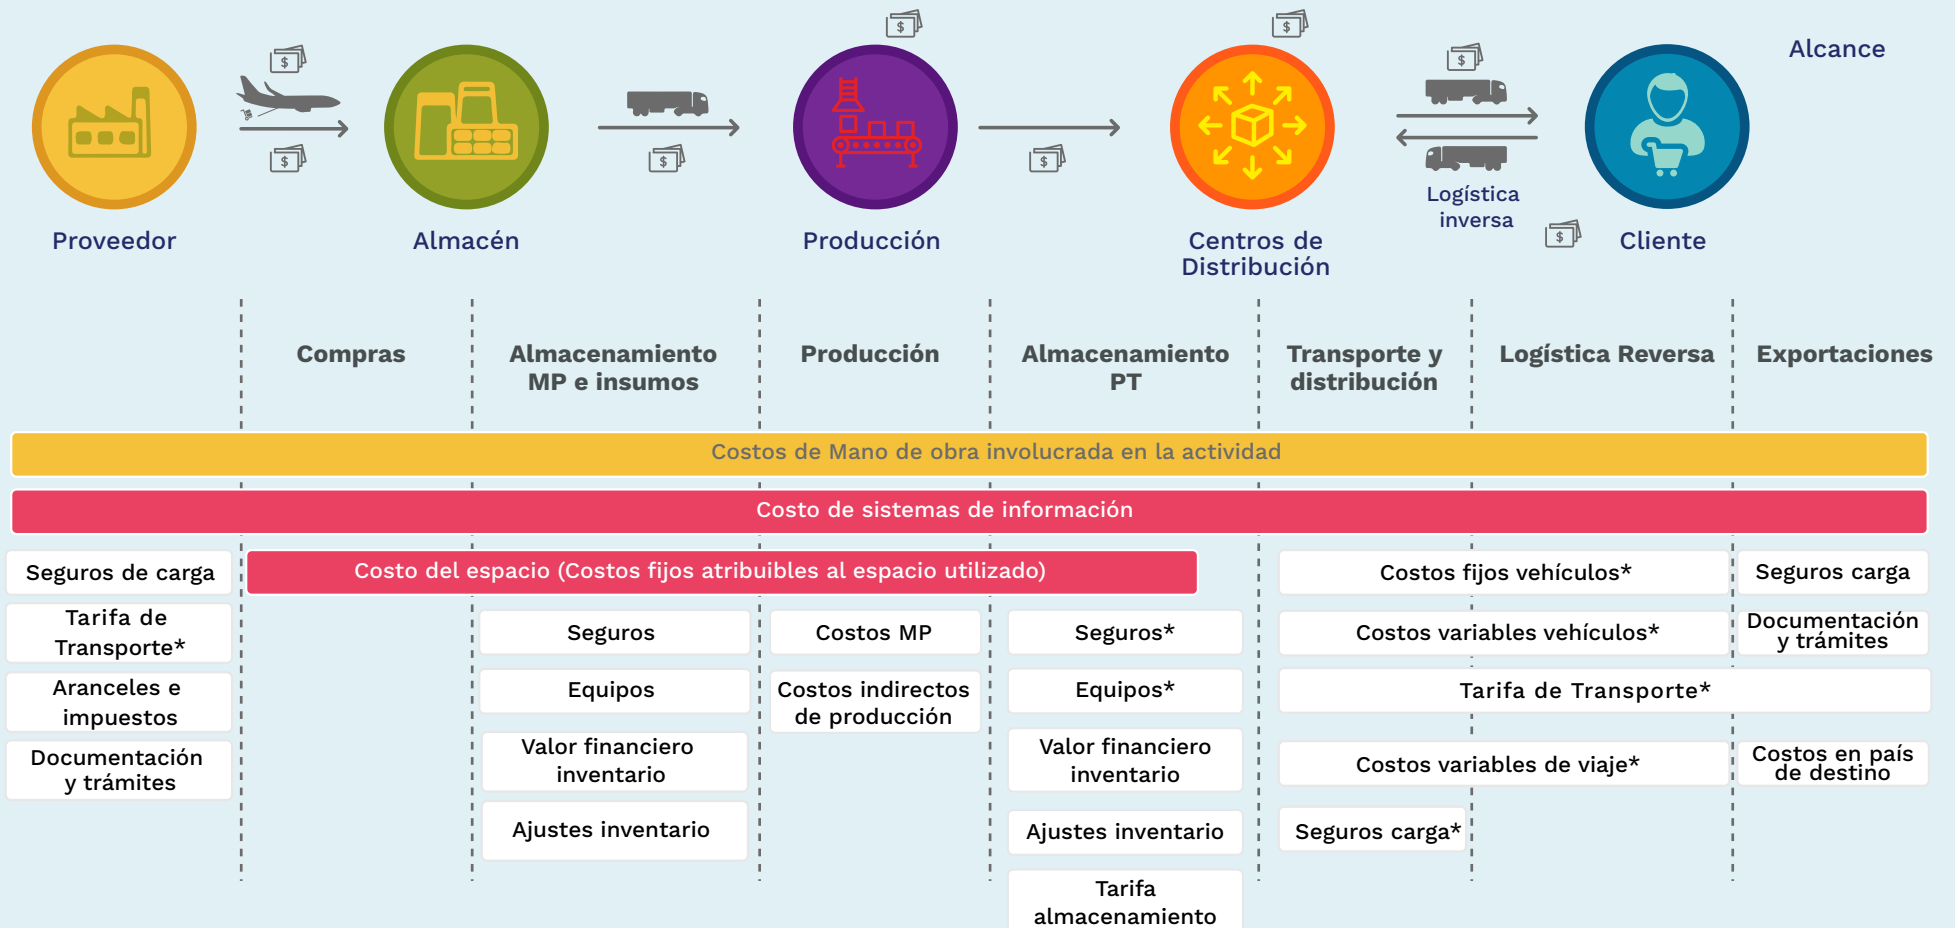 $
$
$
$
$
$
$
$
Alcance
Proveedor
Almacén
Producción
Centros de
Distribución
Logística
inversa
Cliente
Compras
Almacenamiento
MP e insumos
Producción
Almacenamiento
PT
Transporte y
distribución
Logística Reversa
Exportaciones
Costos de Mano de obra involucrada en la actividad
Costo de sistemas de información
Costo del espacio (Costos fijos atribuibles al espacio utilizado)
Seguros de carga
Tarifa de
Transporte*
Aranceles e
impuestos
Documentación
y trámites
Seguros
Equipos
Valor financiero
inventario
Ajustes inventario
Costos MP
Costos indirectos
de producción
Seguros*
Equipos*
Valor financiero
inventario
Ajustes inventario
Tarifa
almacenamiento
Costos fijos vehículos*
Costos variables vehículos*
Tarifa de Transporte*
Costos variables de viaje*
Seguros carga*
Seguros carga
Documentación
y trámites
Costos en país
de destino